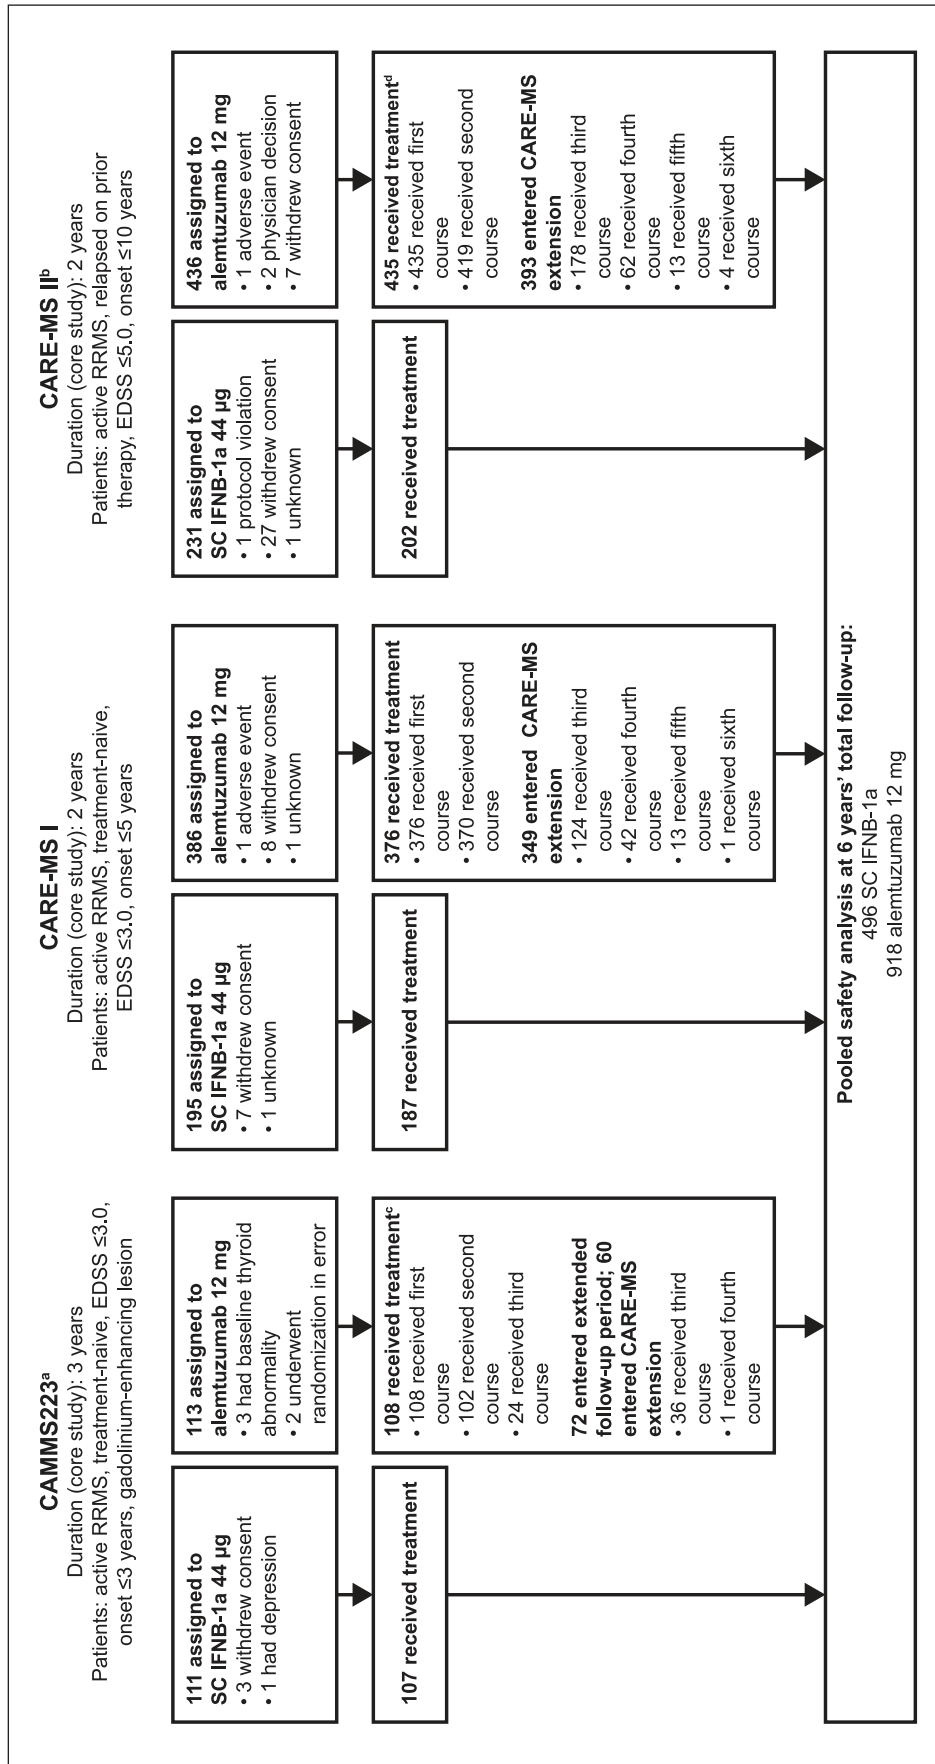 CAMMS223ᵃ
Duration (core study): 3 years
Patients: active RRMS, treatment-naive, EDSS ≤3.0,
onset ≤3 years, gadolinium-enhancing lesion
111 assigned to
SC IFNB-1a 44 µg
• 3 withdrew consent
• 1 had depression
107 received treatment
113 assigned to
alemtuzumab 12 mg
• 3 had baseline thyroid
abnormality
• 2 underwent
randomization in error
108 received treatmentᶜ
• 108 received first
course
• 102 received second
course
• 24 received third
course
72 entered extended
follow-up period; 60
entered CARE-MS
extension
• 36 received third
course
• 1 received fourth
course
CARE-MS I
Duration (core study): 2 years
Patients: active RRMS, treatment-naive,
EDSS ≤3.0, onset ≤5 years
195 assigned to
SC IFNB-1a 44 µg
• 7 withdrew consent
• 1 unknown
187 received treatment
386 assigned to
alemtuzumab 12 mg
• 1 adverse event
• 8 withdrew consent
• 1 unknown
376 received treatment
• 376 received first
course
• 370 received second
course
349 entered CARE-MS
extension
• 124 received third
course
• 42 received fourth
course
• 13 received fifth
course
• 1 received sixth
course
CARE-MS IIᵇ
Duration (core study): 2 years
Patients: active RRMS, relapsed on prior
therapy, EDSS ≤5.0, onset ≤10 years
231 assigned to
SC IFNB-1a 44 µg
• 1 protocol violation
• 27 withdrew consent
• 1 unknown
202 received treatment
436 assigned to
alemtuzumab 12 mg
• 1 adverse event
• 2 physician decision
• 7 withdrew consent
435 received treatmentᵈ
• 435 received first
course
• 419 received second
course
393 entered CARE-MS
extension
• 178 received third
course
• 62 received fourth
course
• 13 received fifth
course
• 4 received sixth
course
Pooled safety analysis at 6 years' total follow-up:
496 SC IFNB-1a
918 alemtuzumab 12 mg